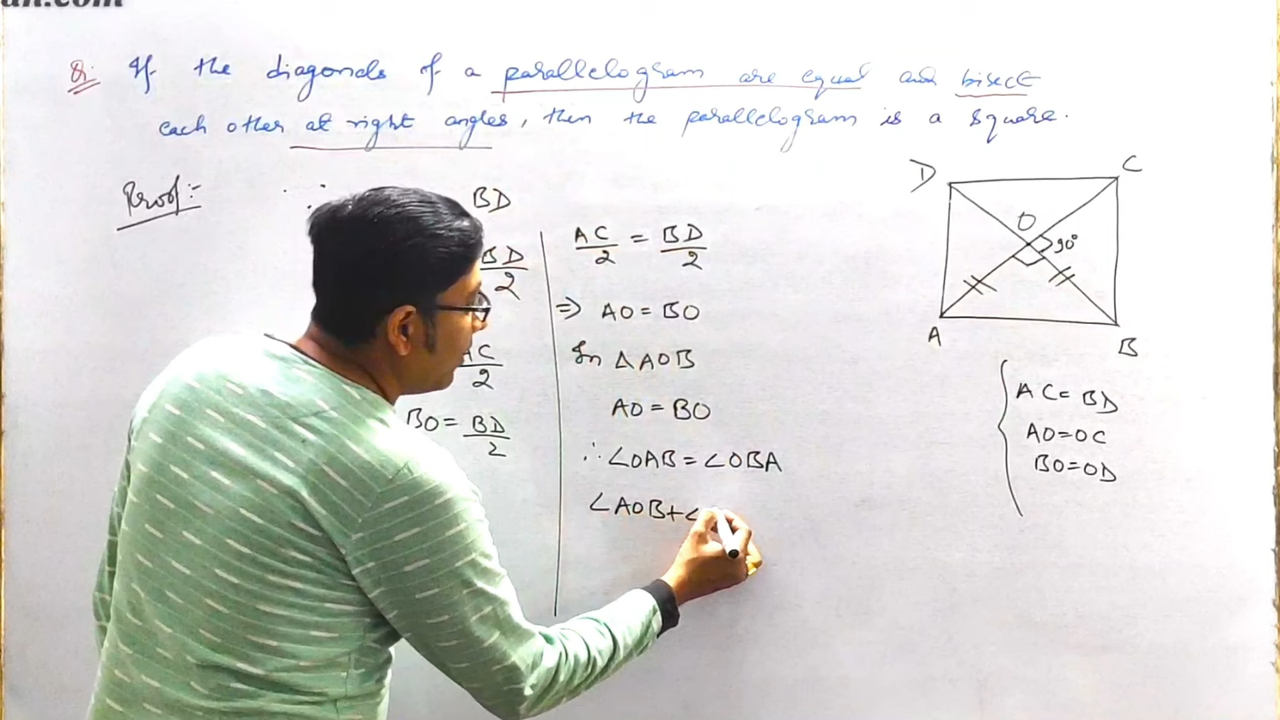 an.com
Q:- If the diagonals of a parallelogram are equal and bisect
each other at right angles, then the parallelogram is a square.
Proof:-
∵ BD
BD/2
AC/2
BO = BD/2
AC/2 = BD/2
⇒ AO = BO
In △AOB
AO = BO
∴ ∠OAB = ∠OBA
∠AOB + ∠
D
C
O
90°
A
B
AC = BD
AO = OC
BO = OD